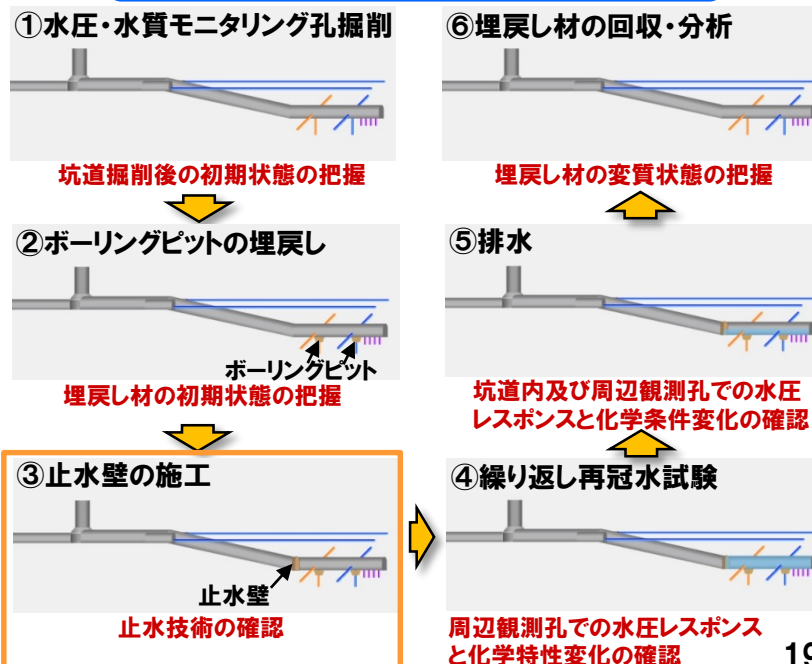 ①水圧・水質モニタリング孔掘削
坑道掘削後の初期状態の把握
②ボーリングピットの埋戻し
ボーリングピット
埋戻し材の初期状態の把握
③止水壁の施工
止水壁
止水技術の確認
④繰り返し再冠水試験
周辺観測孔での水圧レスポンス
と化学特性変化の確認
⑤排水
坑道内及び周辺観測孔での水圧
レスポンスと化学条件変化の確認
⑥埋戻し材の回収・分析
埋戻し材の変質状態の把握